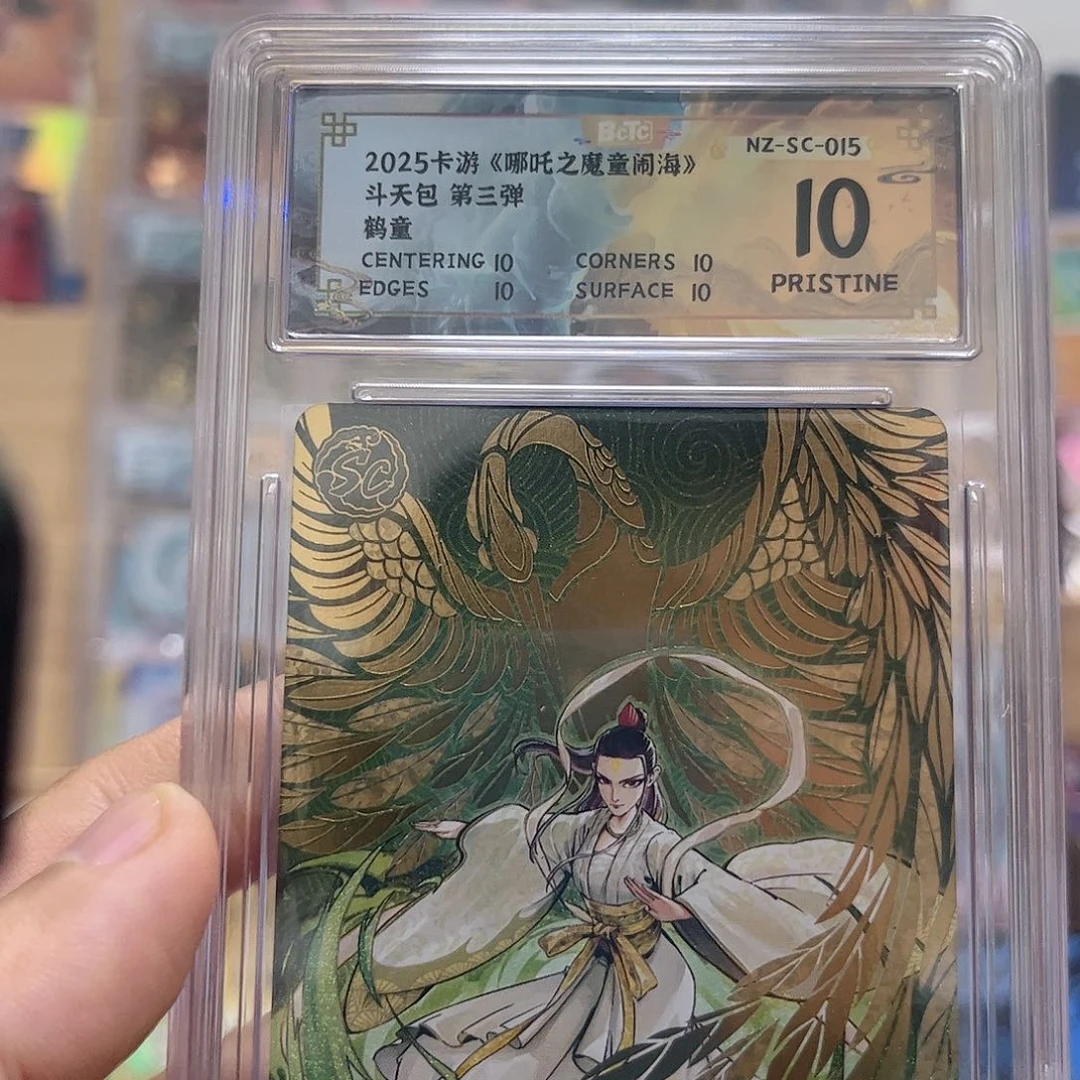 BCTC
NZ-SC-015
2025卡游《哪吒之魔童闹海》
斗天包 第三弹
鹤童
10
PRISTINE
CENTERING 10 CORNERS 10
EDGES 10 SURFACE 10
SC